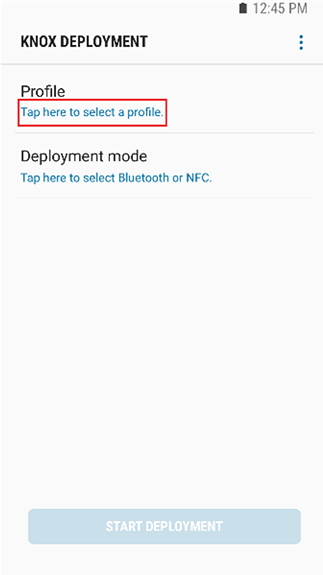 12:45 PM
KNOX DEPLOYMENT
Profile
Tap here to select a profile.
Deployment mode
Tap here to select Bluetooth or NFC.
START DEPLOYMENT